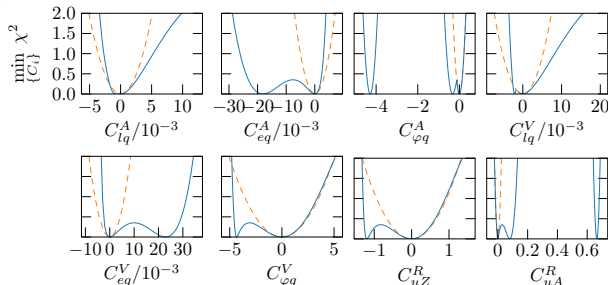 min χ²
{C_i}
2.0
1.5
1.0
0.5
0.0
−5 0 5 10
−30 −20 −10 0
−4 −2 0
0 10 20
C^A_{lq}/10⁻³
C^A_{eq}/10⁻³
C^A_{φq}
C^V_{lq}/10⁻³
−10 0 10 20 30
−5 0 5
−1 0 1
0 0.2 0.4 0.6
C^V_{eq}/10⁻³
C^V_{φq}
C^R_{uZ}
C^R_{uA}